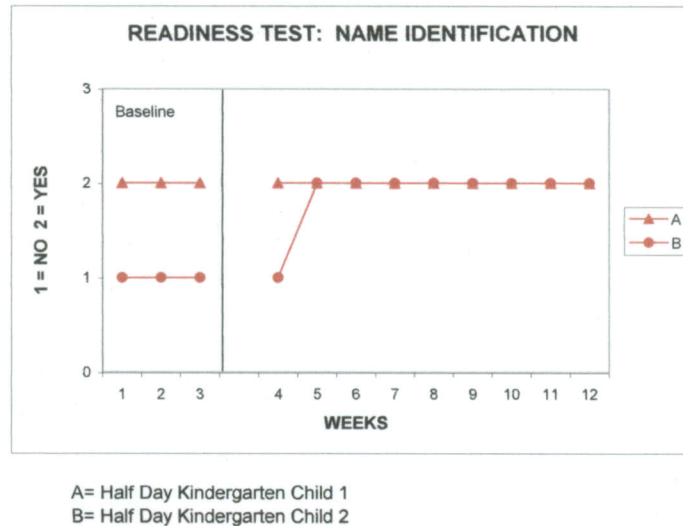 READINESS TEST: NAME IDENTIFICATION
3
Baseline
2
1
0
1 = NO 2 = YES
A
B
1 2 3 4 5 6 7 8 9 10 11 12
WEEKS
A= Half Day Kindergarten Child 1
B= Half Day Kindergarten Child 2